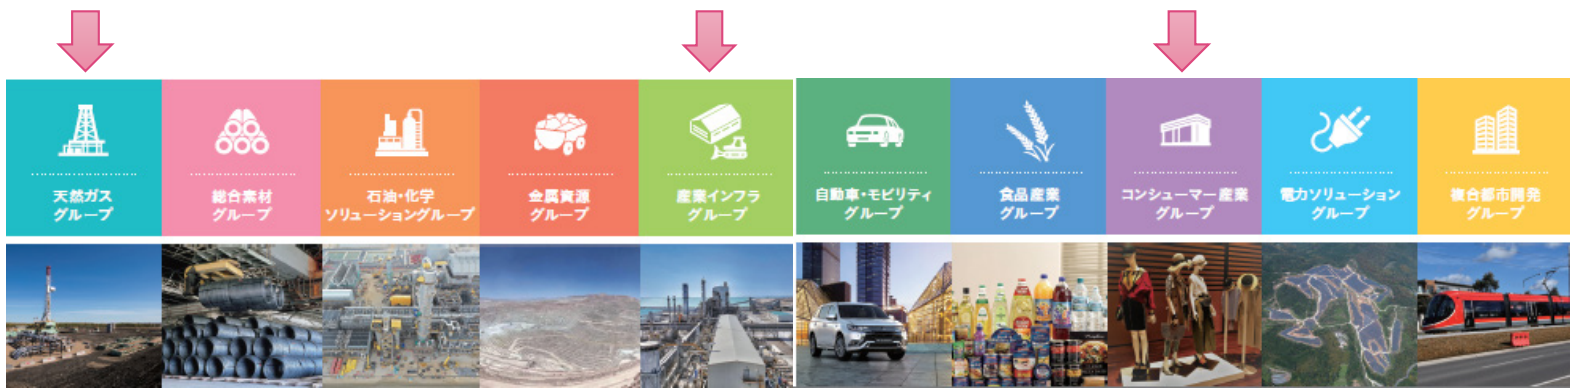 天然ガス
グループ
総合素材
グループ
石油・化学
ソリューショングループ
金属資源
グループ
産業インフラ
グループ
自動車・モビリティ
グループ
食品産業
グループ
コンシューマー産業
グループ
電力ソリューション
グループ
複合都市開発
グループ